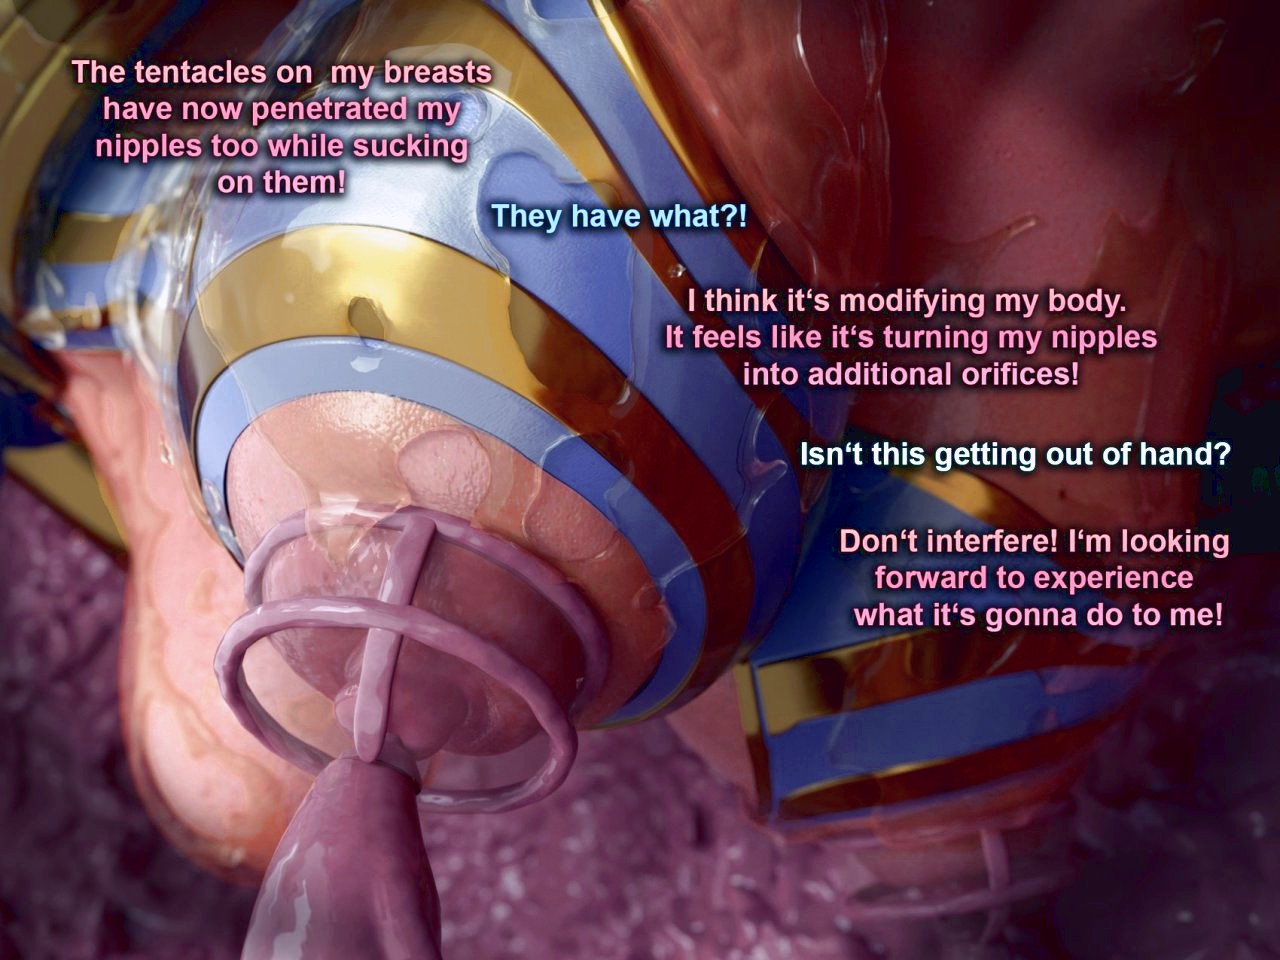 The tentacles on  my breasts
have now penetrated my
nipples too while sucking
on them!
They have what?!
I think it‘s modifying my body.
It feels like it‘s turning my nipples
into additional orifices!
Isn‘t this getting out of hand?
Don‘t interfere! I‘m looking
forward to experience
what it‘s gonna do to me!